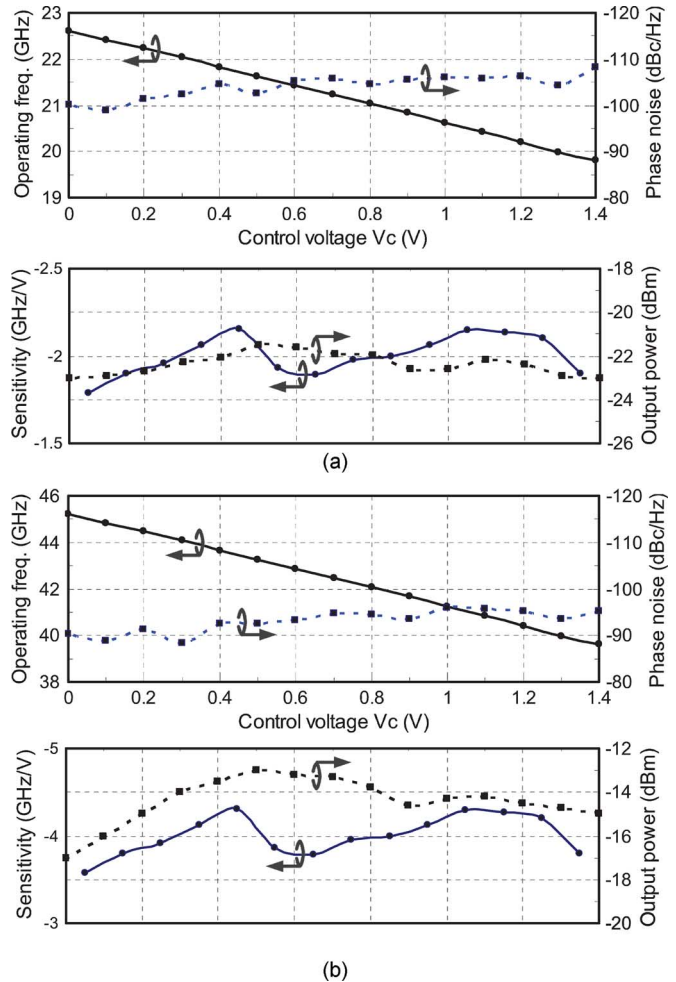 Operating freq. (GHz)
23
22
21
20
19
Phase noise (dBc/Hz)
-120
-110
-100
-90
-80
0 0.2 0.4 0.6 0.8 1 1.2 1.4
Control voltage Vc (V)
Sensitivity (GHz/V)
-2.5
-2
-1.5
Output power (dBm)
-18
-20
-22
-24
-26
(a)
Operating freq. (GHz)
46
44
42
40
38
Phase noise (dBc/Hz)
-120
-110
-100
-90
-80
0 0.2 0.4 0.6 0.8 1 1.2 1.4
Control voltage Vc (V)
Sensitivity (GHz/V)
-5
-4
-3
Output power (dBm)
-12
-14
-16
-18
-20
(b)